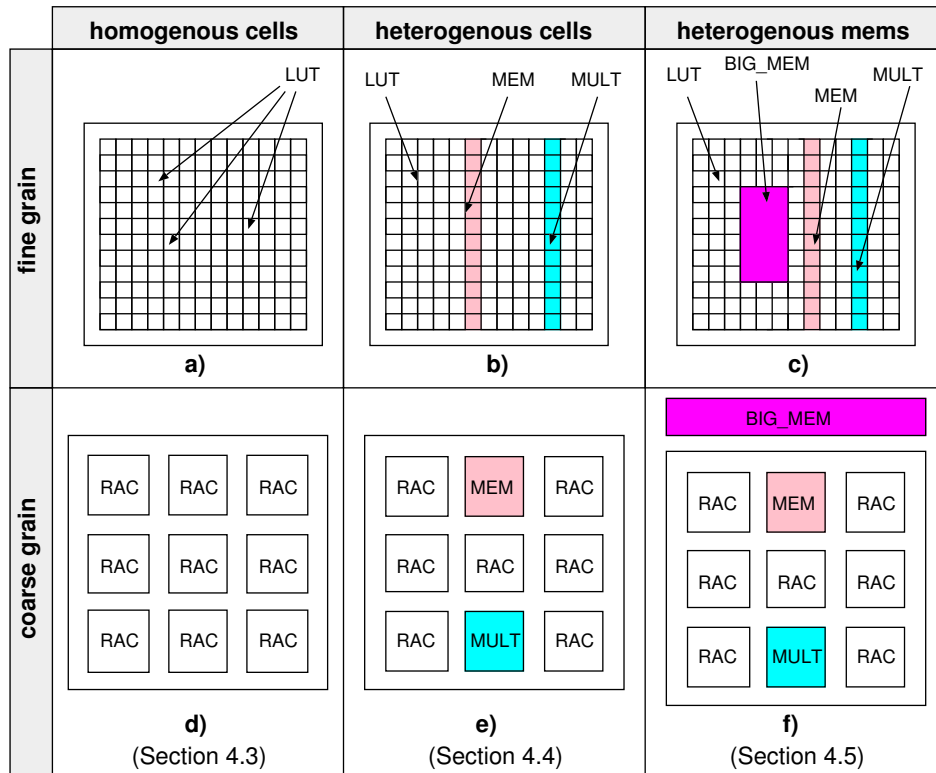 homogenous cells
heterogenous cells
heterogenous mems
fine grain
LUT
a)
LUT
MEM
MULT
b)
LUT
BIG_MEM
MEM
MULT
c)
coarse grain
RAC RAC RAC
RAC RAC RAC
RAC RAC RAC
d)
(Section 4.3)
RAC MEM RAC
RAC RAC RAC
RAC MULT RAC
e)
(Section 4.4)
BIG_MEM
RAC MEM RAC
RAC RAC RAC
RAC MULT RAC
f)
(Section 4.5)